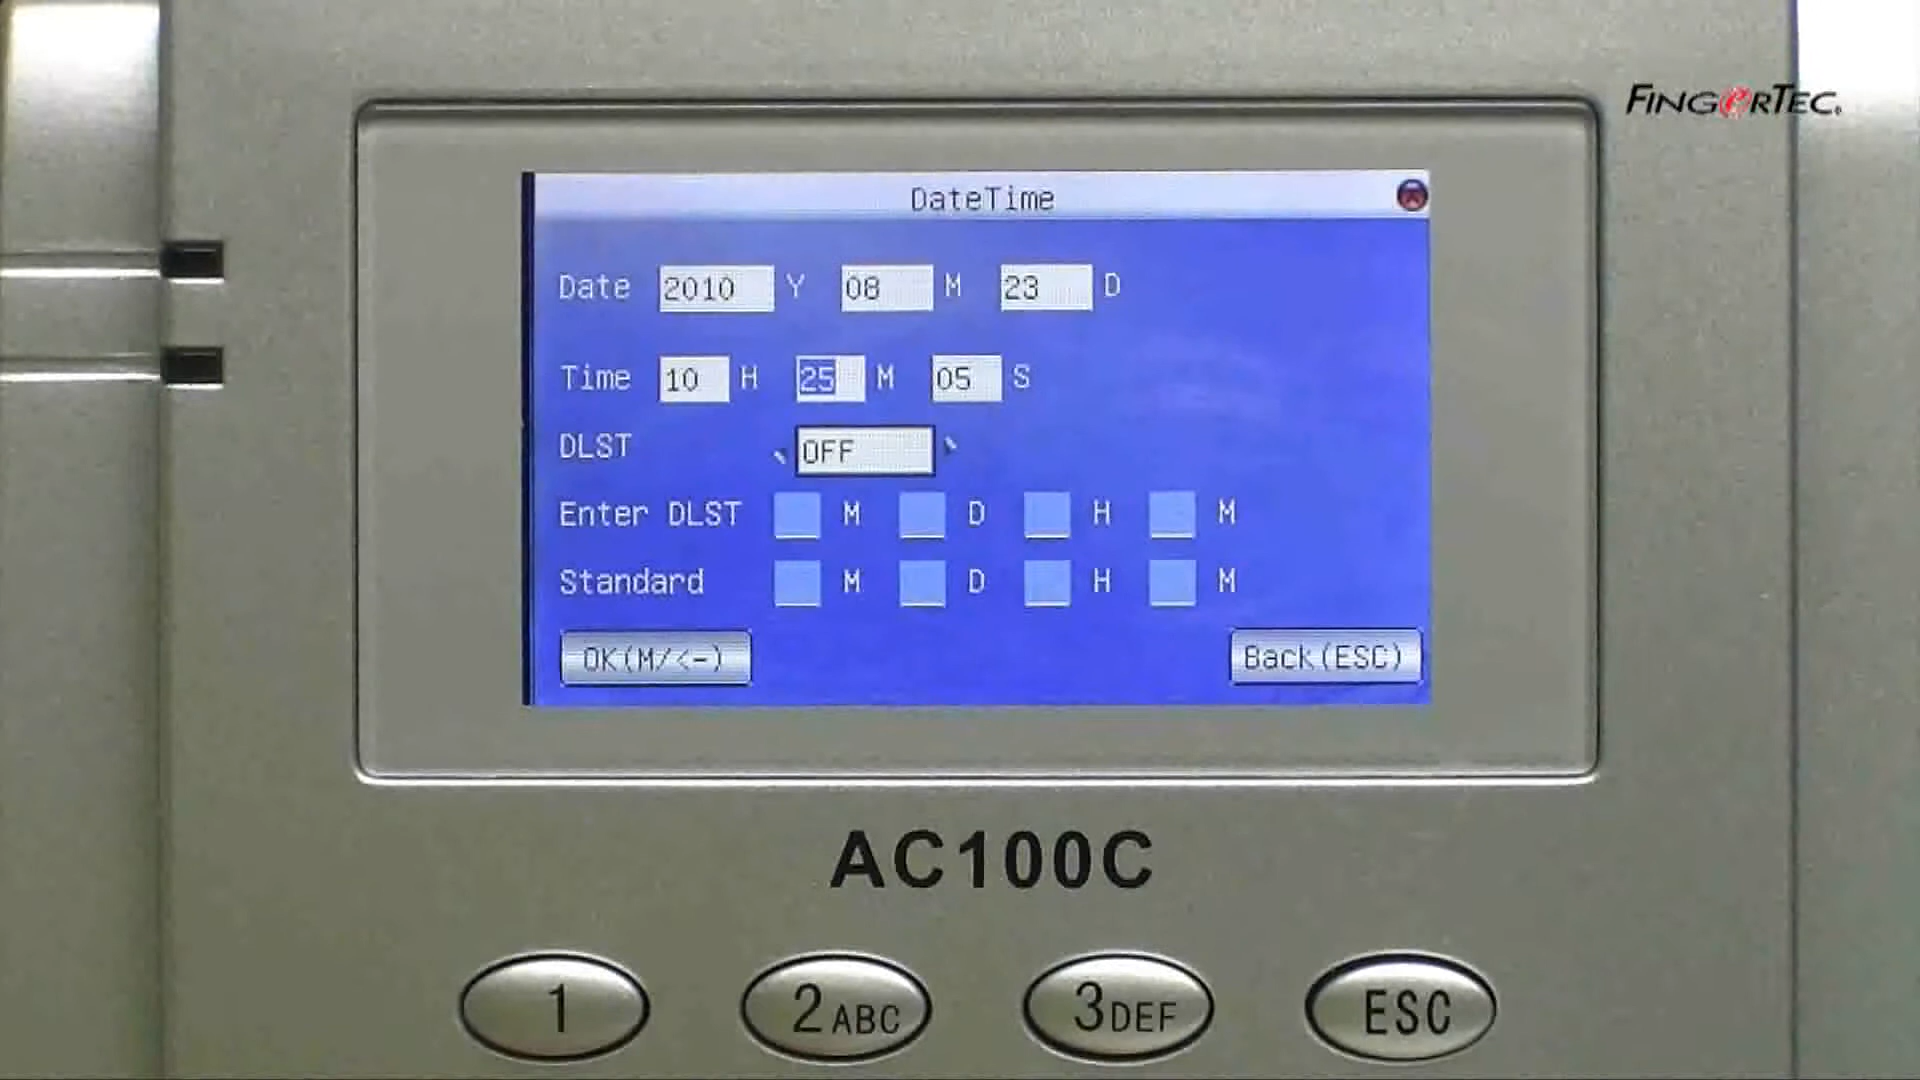 FINGERTEC
DateTime
Date 2010 Y 08 M 23 D
Time 10 H 25 M 05 S
DLST OFF
Enter DLST M D H M
Standard M D H M
OK(M/<-) Back(ESC)
AC100C
1 2ABC 3DEF ESC